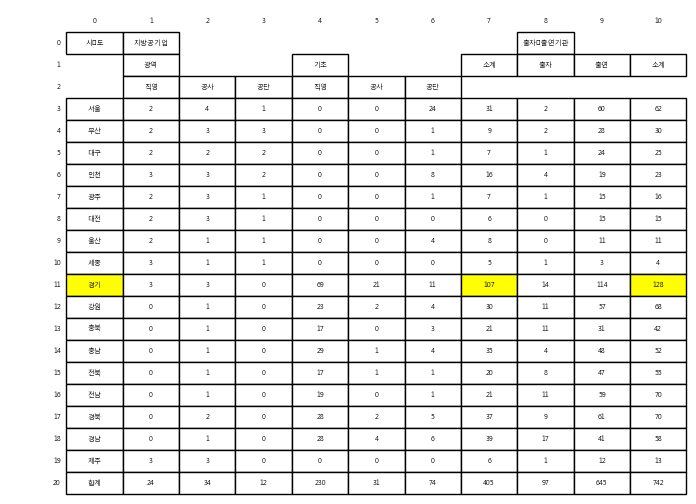 0 1 2 3 4 5 6 7 8 9 10
0 시□도 지방공기업 출자□출연기관
1 광역 기초 소계 출자 출연 소계
2 직영 공사 공단 직영 공사 공단
3 서울 2 4 1 0 0 24 31 2 60 62
4 부산 2 3 3 0 0 1 9 2 28 30
5 대구 2 2 2 0 0 1 7 1 24 25
6 인천 3 3 2 0 0 8 16 4 19 23
7 광주 2 3 1 0 0 1 7 1 15 16
8 대전 2 3 1 0 0 0 6 0 15 15
9 울산 2 1 1 0 0 4 8 0 11 11
10 세종 3 1 1 0 0 0 5 1 3 4
11 경기 3 3 0 69 21 11 107 14 114 128
12 강원 0 1 0 23 2 4 30 11 57 68
13 충북 0 1 0 17 0 3 21 11 31 42
14 충남 0 1 0 29 1 4 35 4 48 52
15 전북 0 1 0 17 1 1 20 8 47 55
16 전남 0 1 0 19 0 1 21 11 59 70
17 경북 0 2 0 28 2 5 37 9 61 70
18 경남 0 1 0 28 4 6 39 17 41 58
19 제주 3 3 0 0 0 0 6 1 12 13
20 합계 24 34 12 230 31 74 405 97 645 742